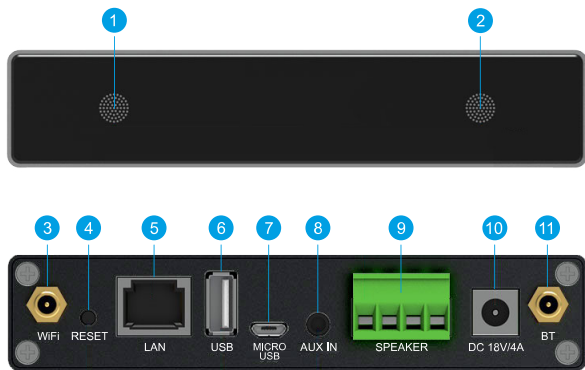 1
2
3
4
5
6
7
8
9
10
11
WiFi
RESET
LAN
USB
MICRO
USB
AUX IN
SPEAKER
DC 18V/4A
BT